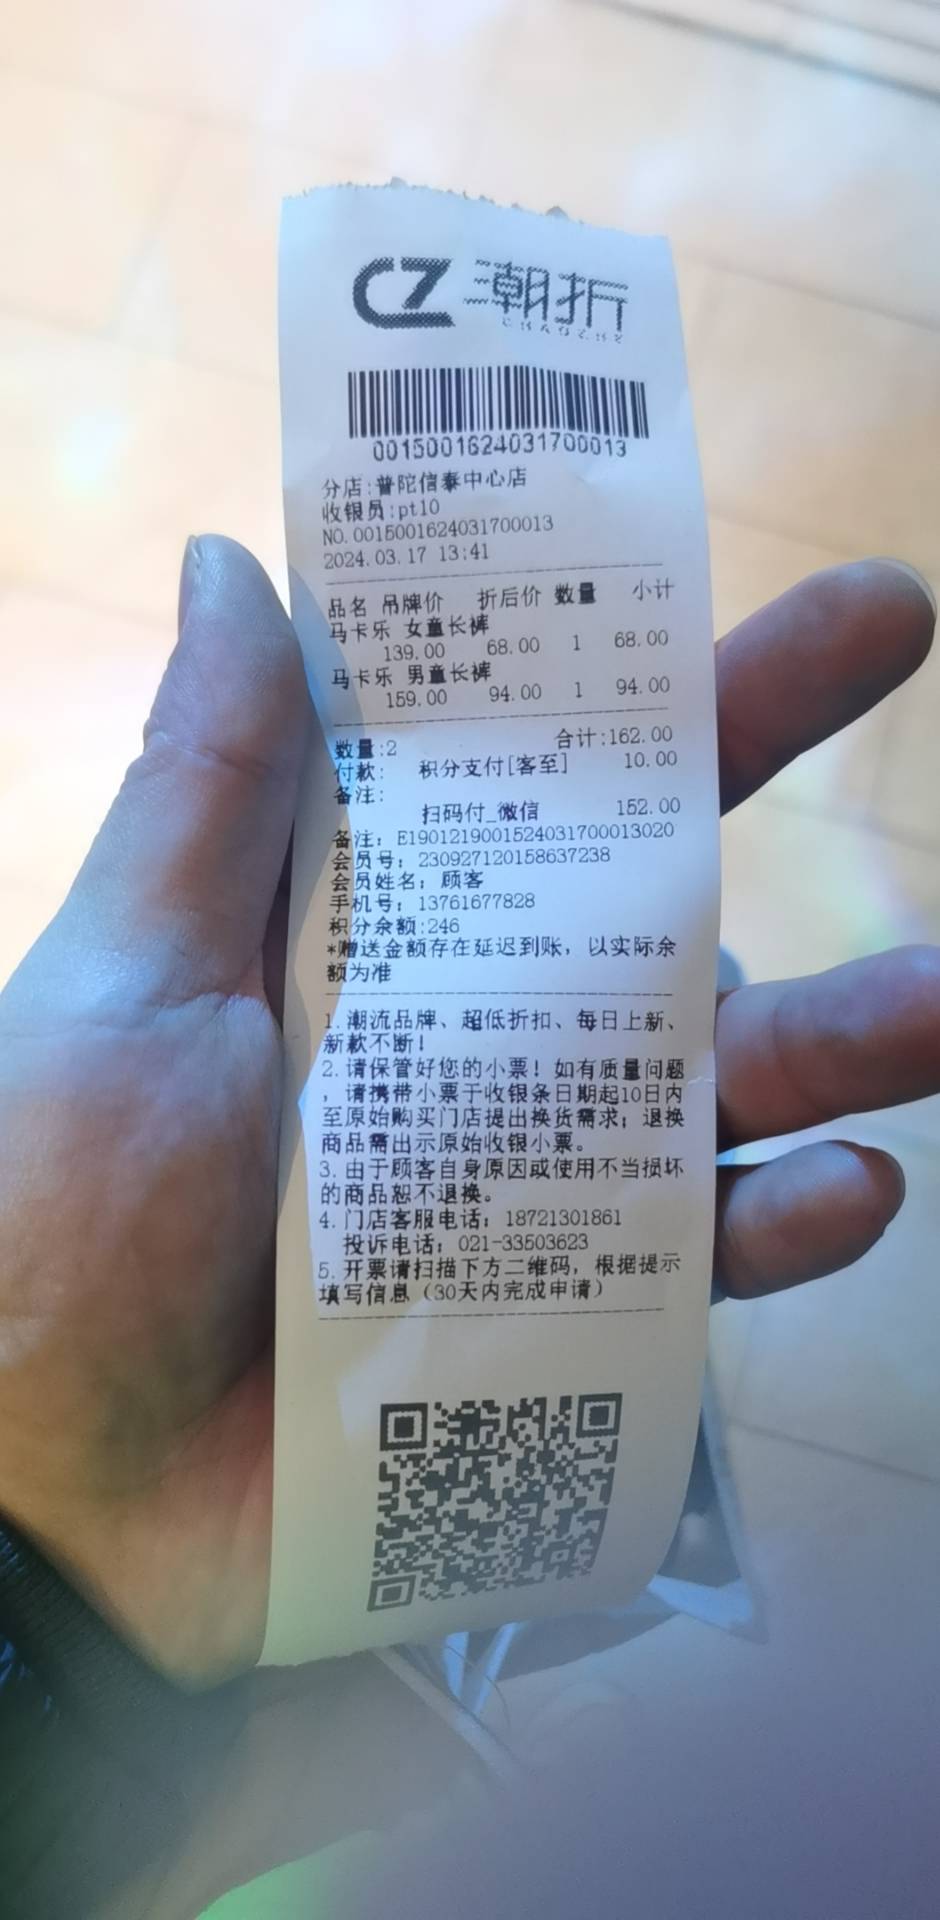 CZ 潮折
CHAOZHE
0015001624031700013
分店:普陀信泰中心店
收银员:pt10
NO.0015001624031700013
2024.03.17 13:41
品名 吊牌价 折后价 数量 小计
马卡乐 女童长裤
139.00 68.00 1 68.00
马卡乐 男童长裤
159.00 94.00 1 94.00
数量:2 合计:162.00
付款: 积分支付[客至] 10.00
备注:
扫码付_微信 152.00
备注: E1901219001524031700013020
会员号: 230927120158637238
会员姓名: 顾客
手机号: 13761677828
积分余额:246
*赠送金额存在延迟到账，以实际余
额为准
1.潮流品牌、超低折扣、每日上新、
新款不断!
2.请保管好您的小票! 如有质量问题
，请携带小票于收银条日期起10日内
至原始购买门店提出换货需求; 退换
商品需出示原始收银小票。
3.由于顾客自身原因或使用不当损坏
的商品恕不退换。
4.门店客服电话: 18721301861
投诉电话: 021-33503623
5.开票请扫描下方二维码，根据提示
填写信息（30天内完成申请）